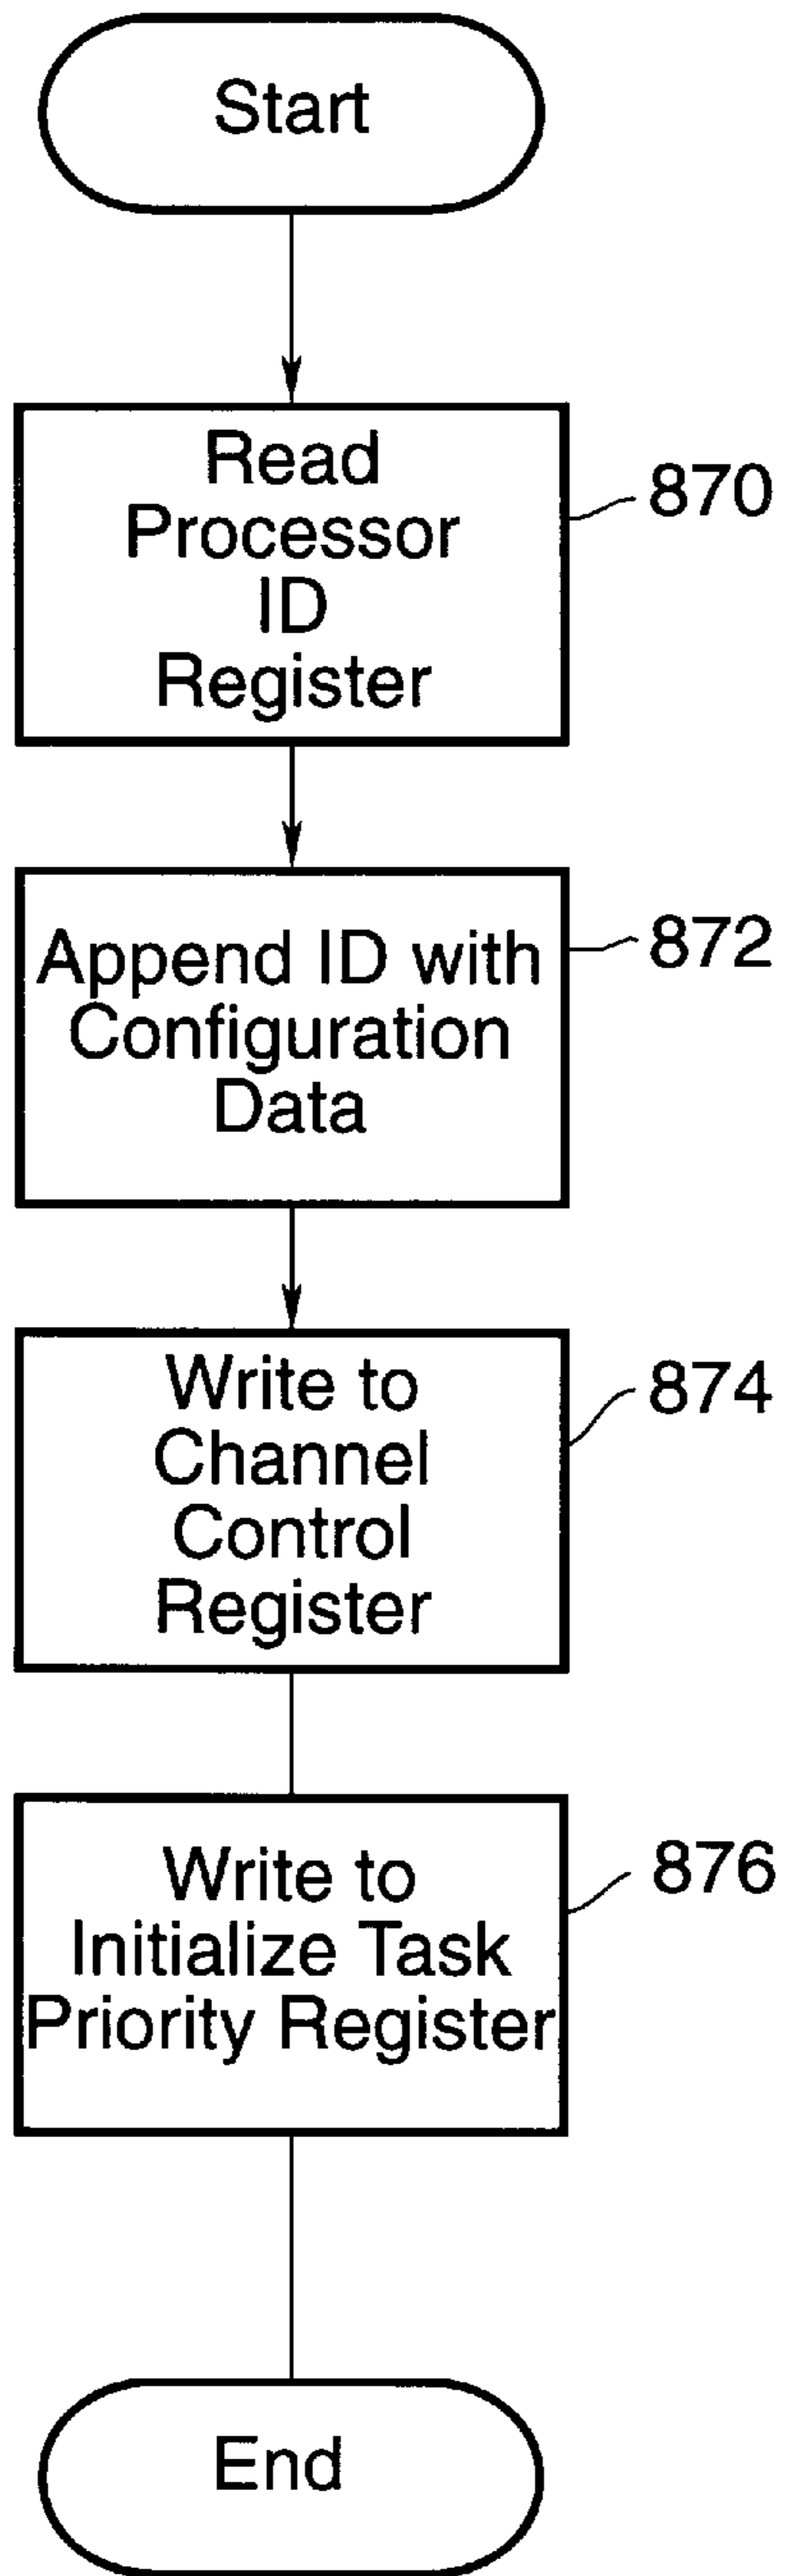 Start
Read
Processor
ID
Register
870
Append ID with
Configuration
Data
872
Write to
Channel
Control
Register
874
Write to
Initialize Task
Priority Register
876
End